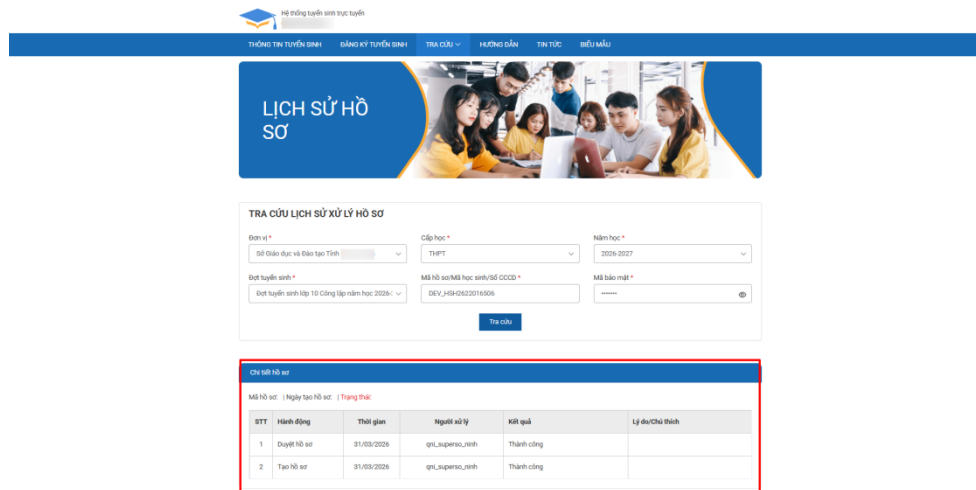 Hệ thống tuyển sinh trực tuyến
THÔNG TIN TUYỂN SINH ĐĂNG KÝ TUYỂN SINH TRA CỨU HƯỚNG DẪN TIN TỨC BIỂU MẪU
LỊCH SỬ HỒ
SƠ
TRA CỨU LỊCH SỬ XỬ LÝ HỒ SƠ
Đơn vị * Cấp học * Năm học *
Sở Giáo dục và Đào tạo Tỉnh THPT 2026-2027
Đợt tuyển sinh * Mã hồ sơ/Mã học sinh/Số CCCD * Mã bảo mật *
Đợt tuyển sinh lớp 10 Công lập năm học 2026-: DEV_HSH2622016506 •••••••
Tra cứu
Chi tiết hồ sơ
Mã hồ sơ: | Ngày tạo hồ sơ: | Trạng thái:
STT Hành động Thời gian Người xử lý Kết quả Lý do/Chú thích
1 Duyệt hồ sơ 31/03/2026 qni_superso_ninh Thành công
2 Tạo hồ sơ 31/03/2026 qni_superso_ninh Thành công